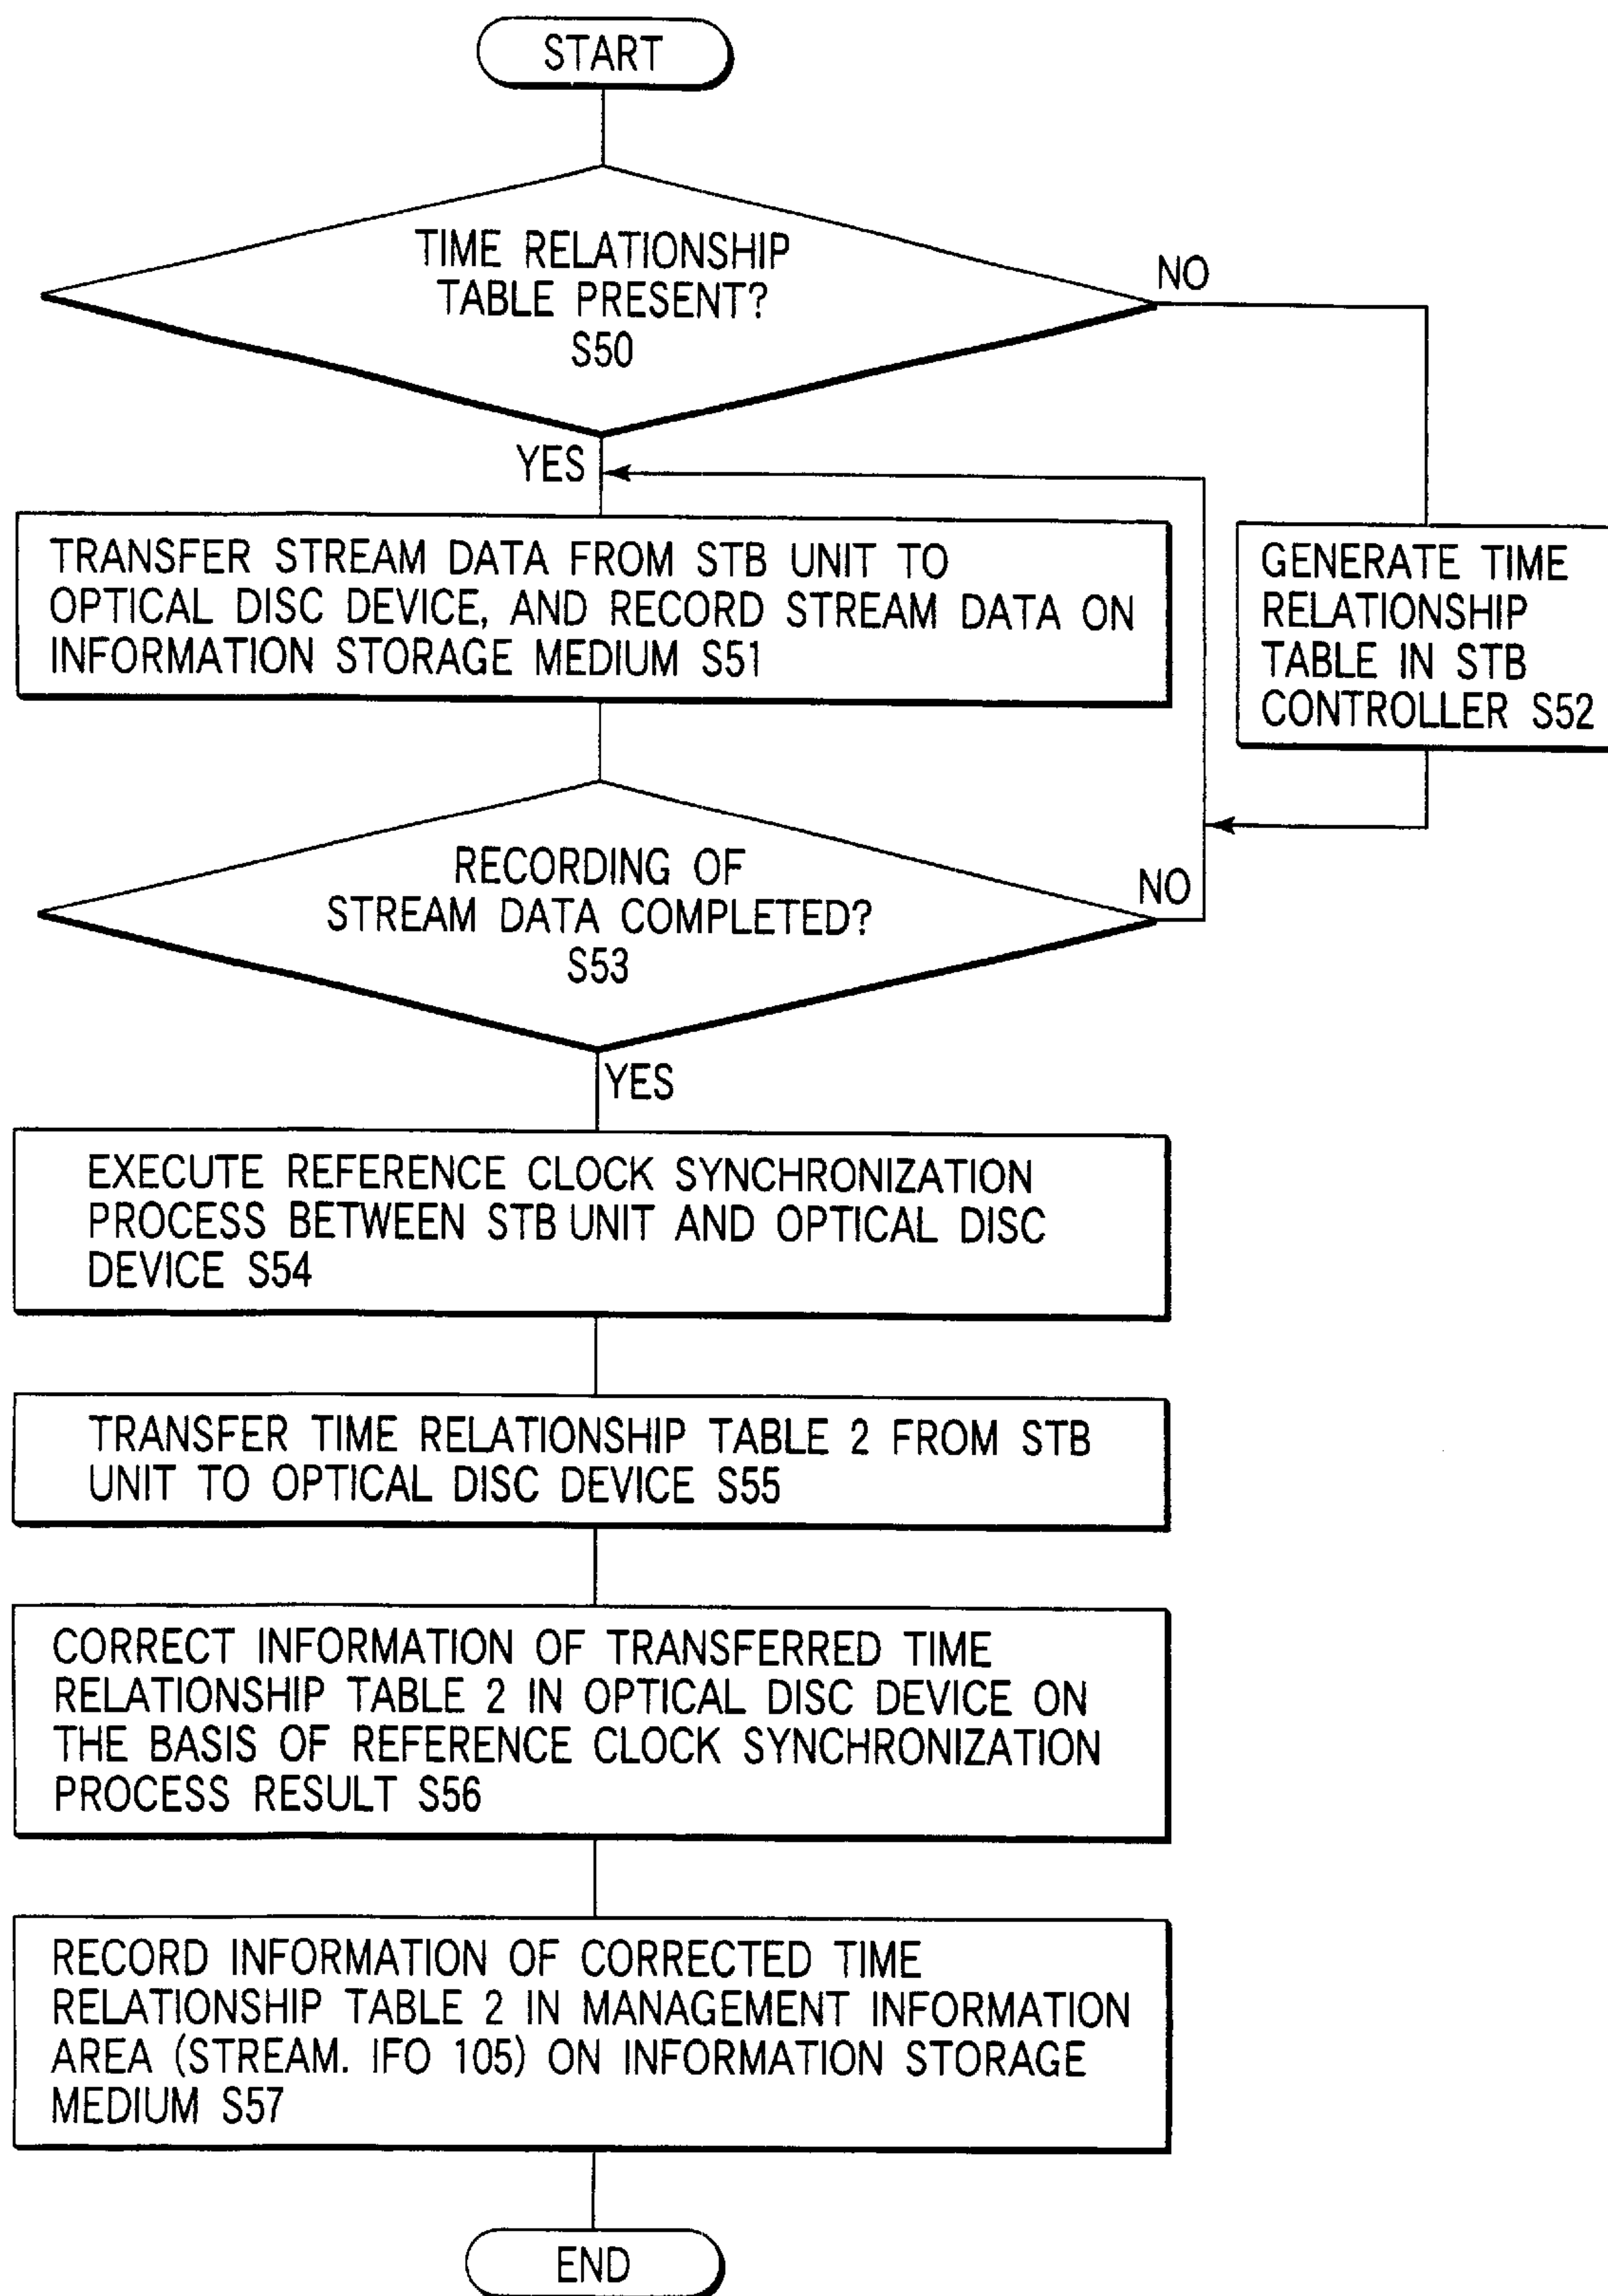 START
TIME RELATIONSHIP
TABLE PRESENT?
S50
NO
YES
TRANSFER STREAM DATA FROM STB UNIT TO
OPTICAL DISC DEVICE, AND RECORD STREAM DATA ON
INFORMATION STORAGE MEDIUM S51
GENERATE TIME
RELATIONSHIP
TABLE IN STB
CONTROLLER S52
RECORDING OF
STREAM DATA COMPLETED?
S53
NO
YES
EXECUTE REFERENCE CLOCK SYNCHRONIZATION
PROCESS BETWEEN STB UNIT AND OPTICAL DISC
DEVICE S54
TRANSFER TIME RELATIONSHIP TABLE 2 FROM STB
UNIT TO OPTICAL DISC DEVICE S55
CORRECT INFORMATION OF TRANSFERRED TIME
RELATIONSHIP TABLE 2 IN OPTICAL DISC DEVICE ON
THE BASIS OF REFERENCE CLOCK SYNCHRONIZATION
PROCESS RESULT S56
RECORD INFORMATION OF CORRECTED TIME
RELATIONSHIP TABLE 2 IN MANAGEMENT INFORMATION
AREA (STREAM. IFO 105) ON INFORMATION STORAGE
MEDIUM S57
END